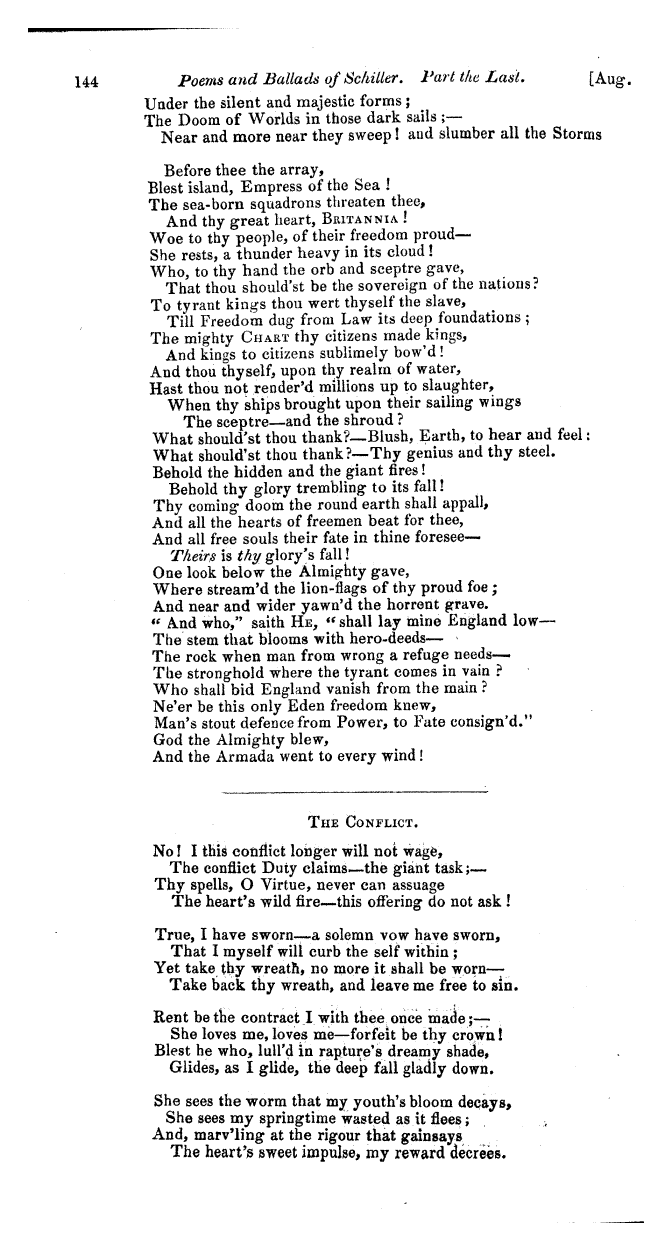 144 Poems and Ballads of Schiller. Part the Last. [Aug.
Under the silent and majestic forms;
The Doom of Worlds in those dark sails;—
Near and more near they sweep! and slumber all the Storms
Before thee the array,
Blest island, Empress of the Sea!
The sea-born squadrons threaten thee,
And thy great heart, BRITANNIA!
Woe to thy people, of their freedom proud—
She rests, a thunder heavy in its cloud!
Who, to thy hand the orb and sceptre gave,
That thou should'st be the sovereign of the nations?
To tyrant kings thou wert thyself the slave,
Till Freedom dug from Law its deep foundations;
The mighty CHART thy citizens made kings,
And kings to citizens sublimely bow'd!
And thou thyself, upon thy realm of water,
Hast thou not render'd millions up to slaughter,
When thy ships brought upon their sailing wings
The sceptre—and the shroud?
What should'st thou thank?—Blush, Earth, to hear and feel:
What should'st thou thank?—Thy genius and thy steel.
Behold the hidden and the giant fires!
Behold thy glory trembling to its fall!
Thy coming doom the round earth shall appall,
And all the hearts of freemen beat for thee,
And all free souls their fate in thine foresee—
Theirs is thy glory's fall!
One look below the Almighty gave,
Where stream'd the lion-flags of thy proud foe;
And near and wider yawn'd the horrent grave.
"And who," saith HE, "shall lay mine England low—
The stem that blooms with hero-deeds—
The rock when man from wrong a refuge needs—
The stronghold where the tyrant comes in vain?
Who shall bid England vanish from the main?
Ne'er be this only Eden freedom knew,
Man's stout defence from Power, to Fate consign'd."
God the Almighty blew,
And the Armada went to every wind!
THE CONFLICT.
No! I this conflict longer will not wage,
The conflict Duty claims—the giant task;—
Thy spells, O Virtue, never can assuage
The heart's wild fire—this offering do not ask!
True, I have sworn—a solemn vow have sworn,
That I myself will curb the self within;
Yet take thy wreath, no more it shall be worn—
Take back thy wreath, and leave me free to sin.
Rent be the contract I with thee once made;—
She loves me, loves me—forfeit be thy crown!
Blest he who, lull'd in rapture's dreamy shade,
Glides, as I glide, the deep fall gladly down.
She sees the worm that my youth's bloom decays,
She sees my springtime wasted as it flees;
And, marv'ling at the rigour that gainsays
The heart's sweet impulse, my reward decrees.